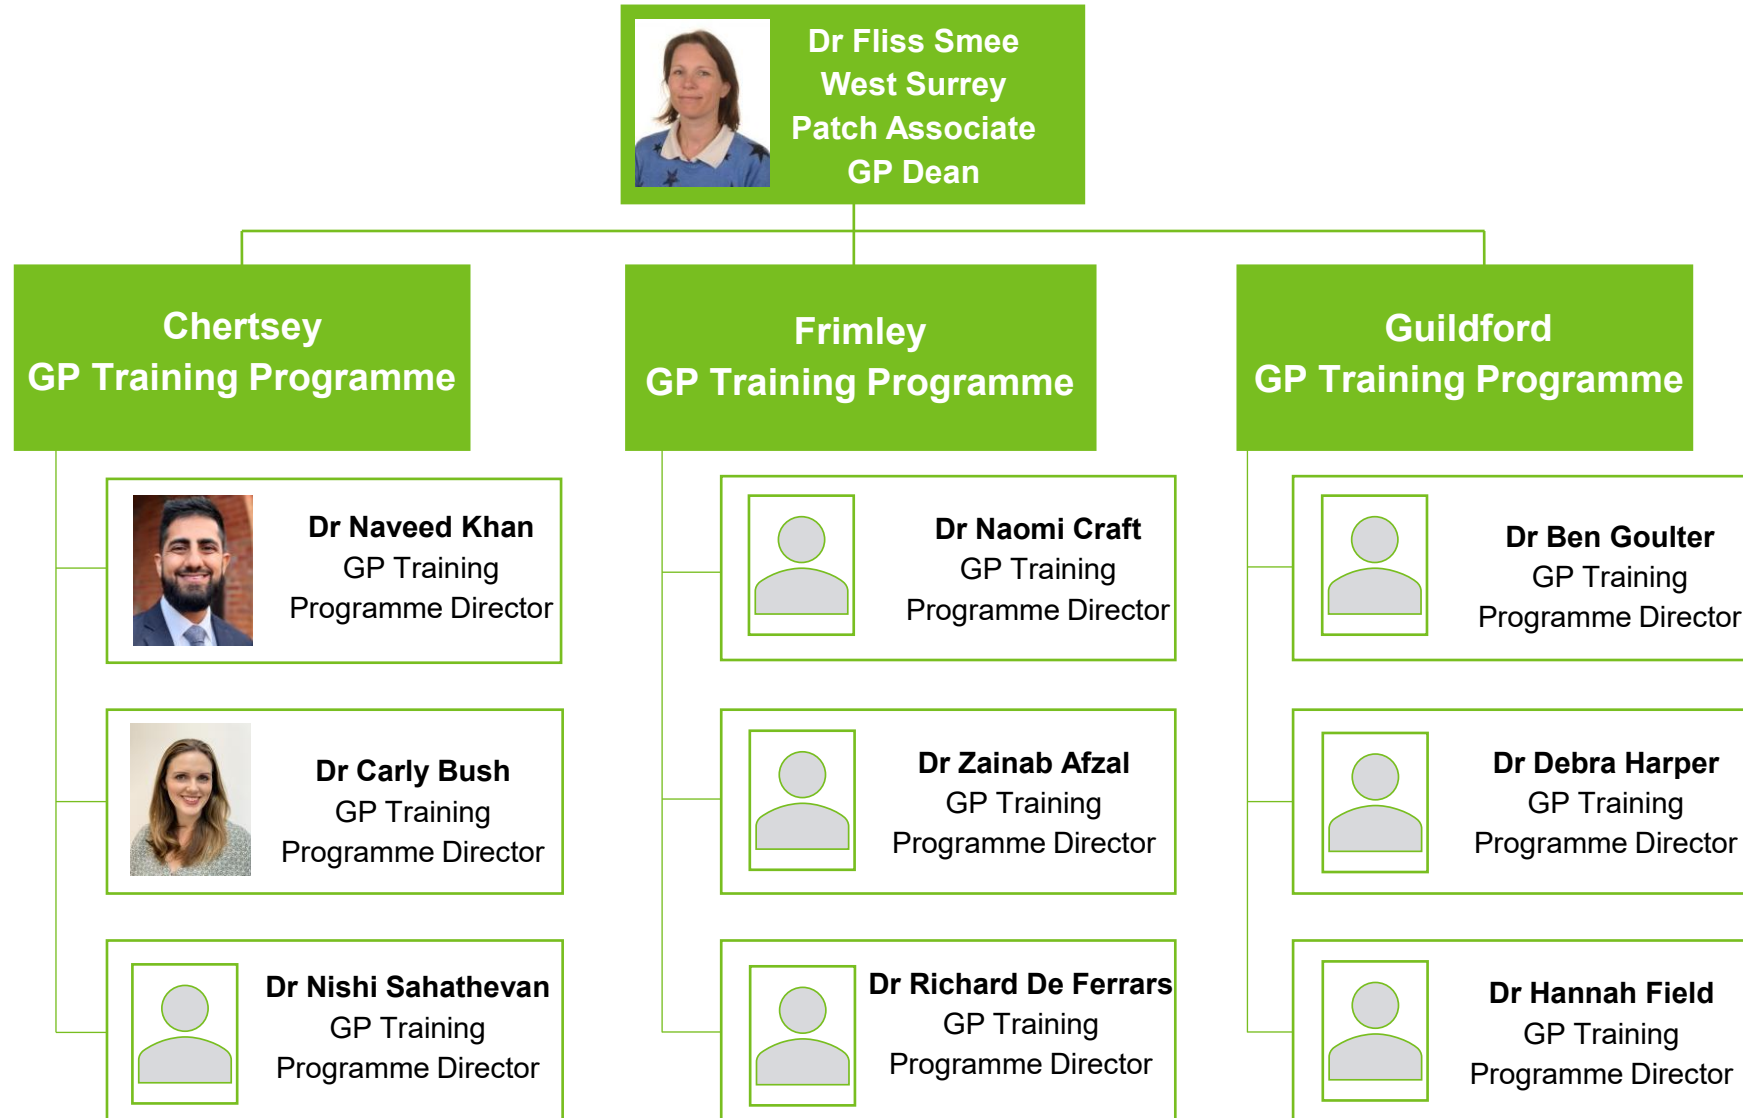 Dr Fliss Smee
West Surrey
Patch Associate
GP Dean
Chertsey
GP Training Programme
Dr Naveed Khan
GP Training
Programme Director
Dr Carly Bush
GP Training
Programme Director
Dr Nishi Sahathevan
GP Training
Programme Director
Frimley
GP Training Programme
Dr Naomi Craft
GP Training
Programme Director
Dr Zainab Afzal
GP Training
Programme Director
Dr Richard De Ferrars
GP Training
Programme Director
Guildford
GP Training Programme
Dr Ben Goulter
GP Training
Programme Director
Dr Debra Harper
GP Training
Programme Director
Dr Hannah Field
GP Training
Programme Director